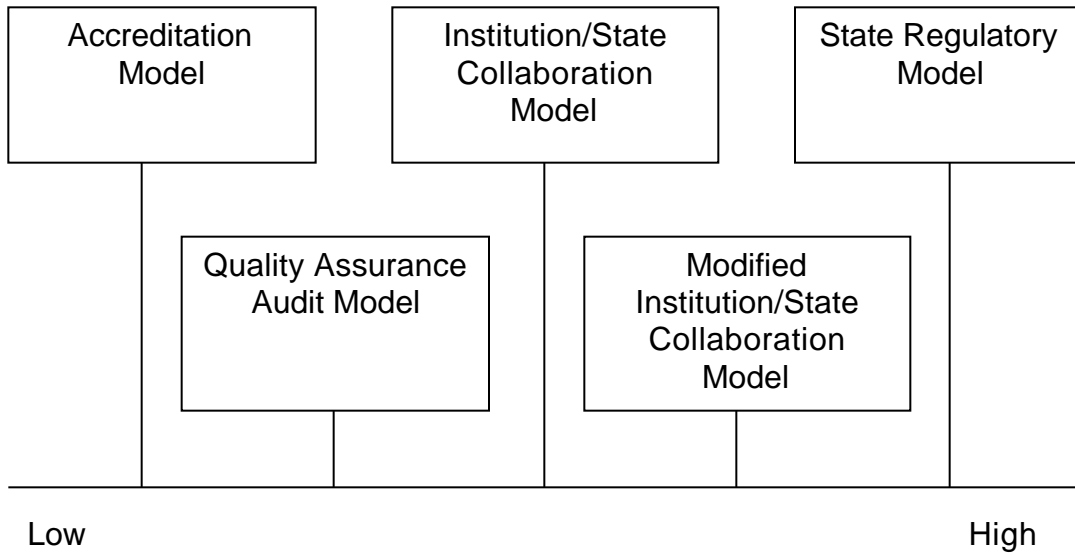 Accreditation
Model
Institution/State
Collaboration
Model
State Regulatory
Model
Quality Assurance
Audit Model
Modified
Institution/State
Collaboration
Model
Low
High